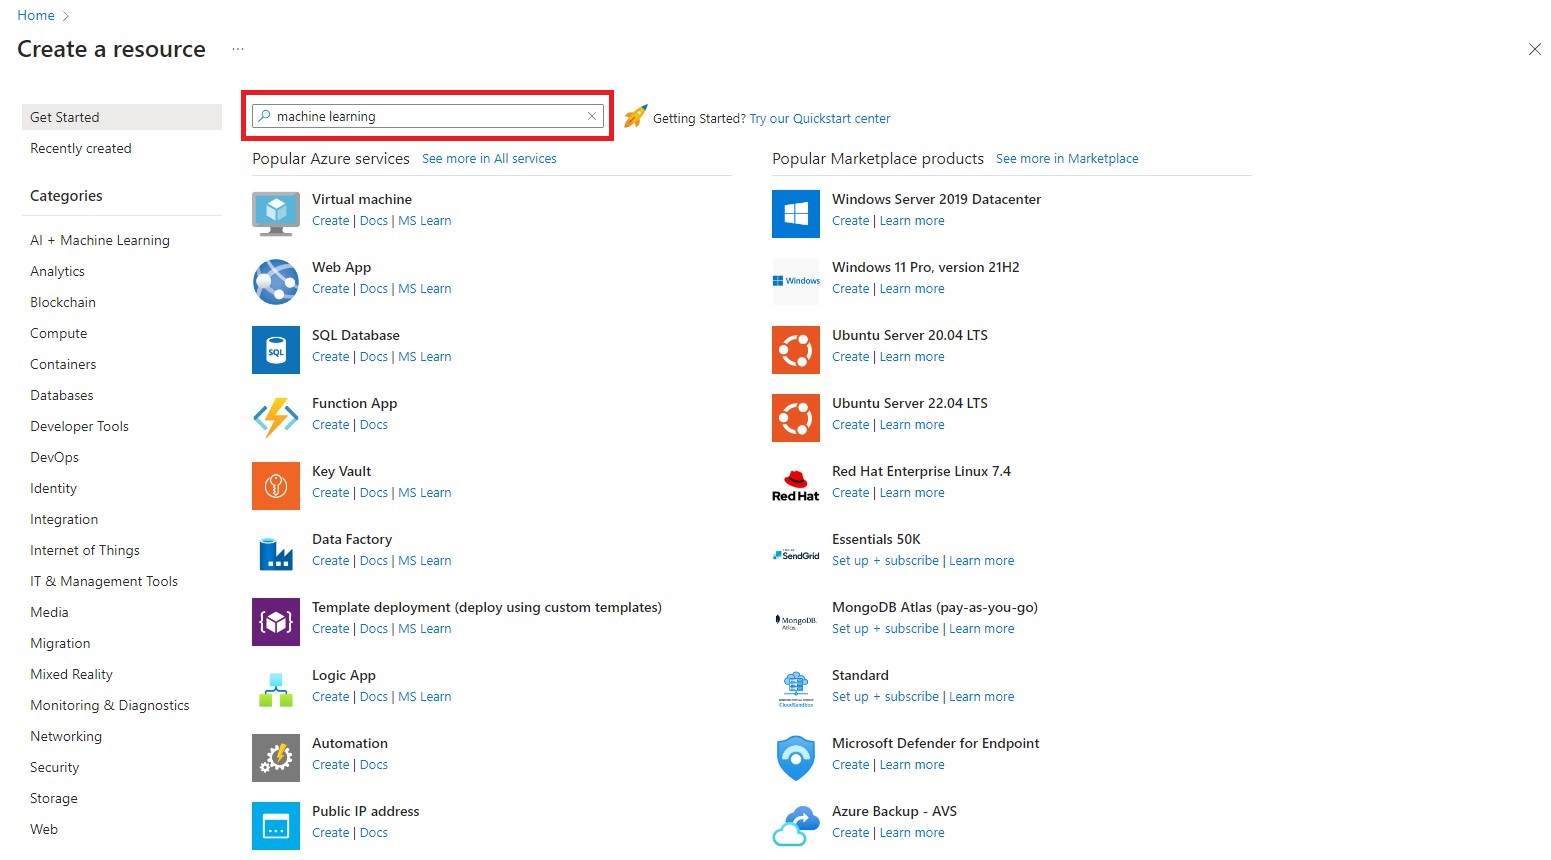 Home
Create a resource ...
Get Started
Recently created
Categories
AI + Machine Learning
Analytics
Blockchain
Compute
Containers
Databases
Developer Tools
DevOps
Identity
Integration
Internet of Things
IT & Management Tools
Media
Migration
Mixed Reality
Monitoring & Diagnostics
Networking
Security
Storage
Web
machine learning
Getting Started? Try our Quickstart center
Popular Azure services See more in All services
Virtual machine
Create | Docs | MS Learn
Web App
Create | Docs | MS Learn
SQL
SQL Database
Create | Docs | MS Learn
Function App
Create | Docs
Key Vault
Create | Docs | MS Learn
Data Factory
Create | Docs | MS Learn
Template deployment (deploy using custom templates)
Create | Docs | MS Learn
Logic App
Create | Docs | MS Learn
Automation
Create | Docs
Public IP address
Create | Docs
Popular Marketplace products See more in Marketplace
Windows Server 2019 Datacenter
Create | Learn more
Windows
Windows 11 Pro, version 21H2
Create | Learn more
Ubuntu Server 20.04 LTS
Create | Learn more
Ubuntu Server 22.04 LTS
Create | Learn more
Red Hat
Red Hat Enterprise Linux 7.4
Create | Learn more
SendGrid
Essentials 50K
Set up + subscribe | Learn more
MongoDB.
Atlas
MongoDB Atlas (pay-as-you-go)
Set up + subscribe | Learn more
CloudSandbox
Standard
Set up + subscribe | Learn more
Microsoft Defender for Endpoint
Create | Learn more
Azure Backup - AVS
Create | Learn more